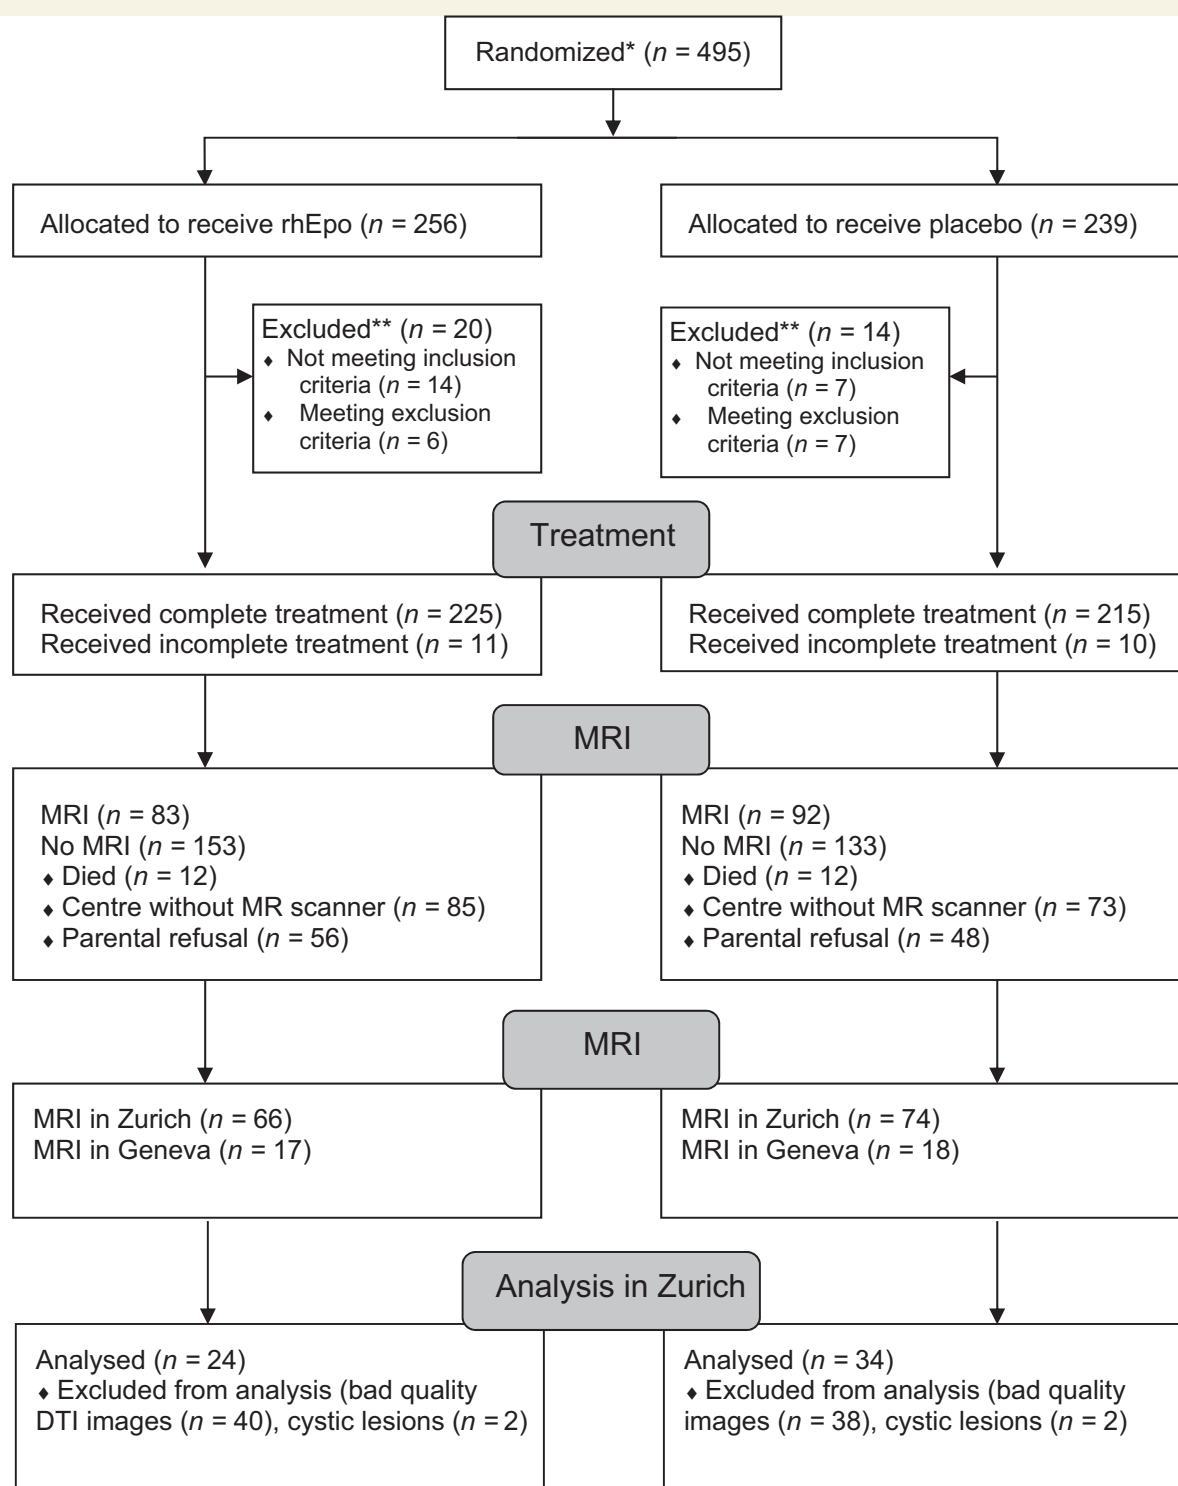 Randomized* (n = 495)
Allocated to receive rhEpo (n = 256)
Allocated to receive placebo (n = 239)
Excluded** (n = 20)
♦ Not meeting inclusion
criteria (n = 14)
♦ Meeting exclusion
criteria (n = 6)
Excluded** (n = 14)
♦ Not meeting inclusion
criteria (n = 7)
♦ Meeting exclusion
criteria (n = 7)
Treatment
Received complete treatment (n = 225)
Received incomplete treatment (n = 11)
Received complete treatment (n = 215)
Received incomplete treatment (n = 10)
MRI
MRI (n = 83)
No MRI (n = 153)
♦ Died (n = 12)
♦ Centre without MR scanner (n = 85)
♦ Parental refusal (n = 56)
MRI (n = 92)
No MRI (n = 133)
♦ Died (n = 12)
♦ Centre without MR scanner (n = 73)
♦ Parental refusal (n = 48)
MRI
MRI in Zurich (n = 66)
MRI in Geneva (n = 17)
MRI in Zurich (n = 74)
MRI in Geneva (n = 18)
Analysis in Zurich
Analysed (n = 24)
♦ Excluded from analysis (bad quality
DTI images (n = 40), cystic lesions (n = 2)
Analysed (n = 34)
♦ Excluded from analysis (bad quality
images (n = 38), cystic lesions (n = 2)